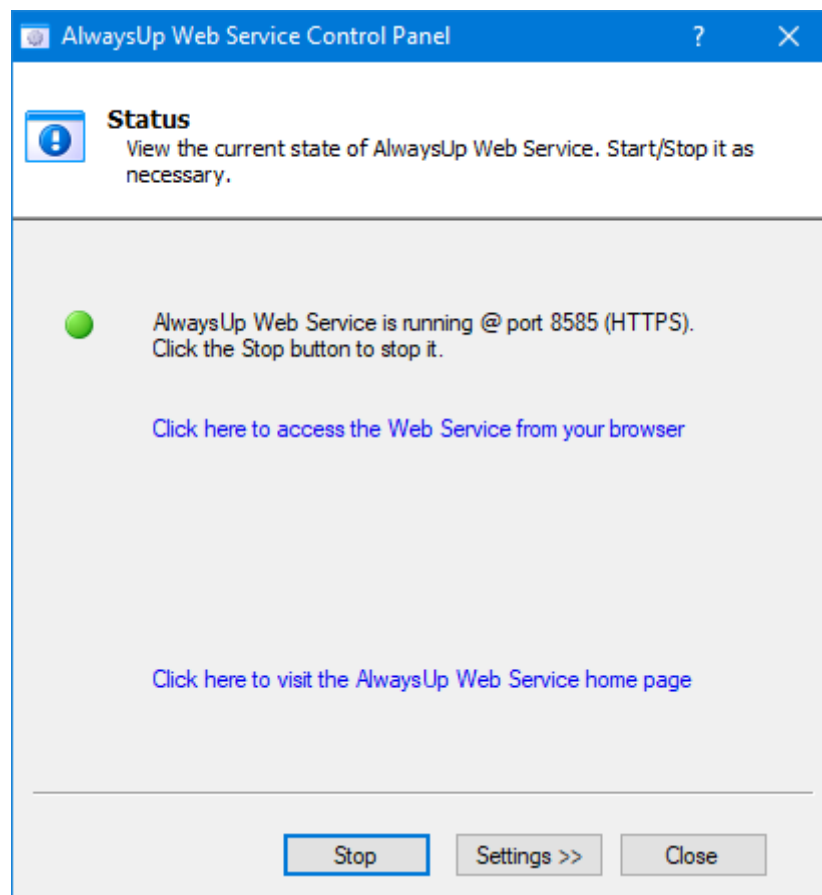 AlwaysUp Web Service Control Panel ?
Status
View the current state of AlwaysUp Web Service. Start/Stop it as
necessary.
AlwaysUp Web Service is running @ port 8585 (HTTPS).
Click the Stop button to stop it.
Click here to access the Web Service from your browser
Click here to visit the AlwaysUp Web Service home page
Stop Settings >> Close